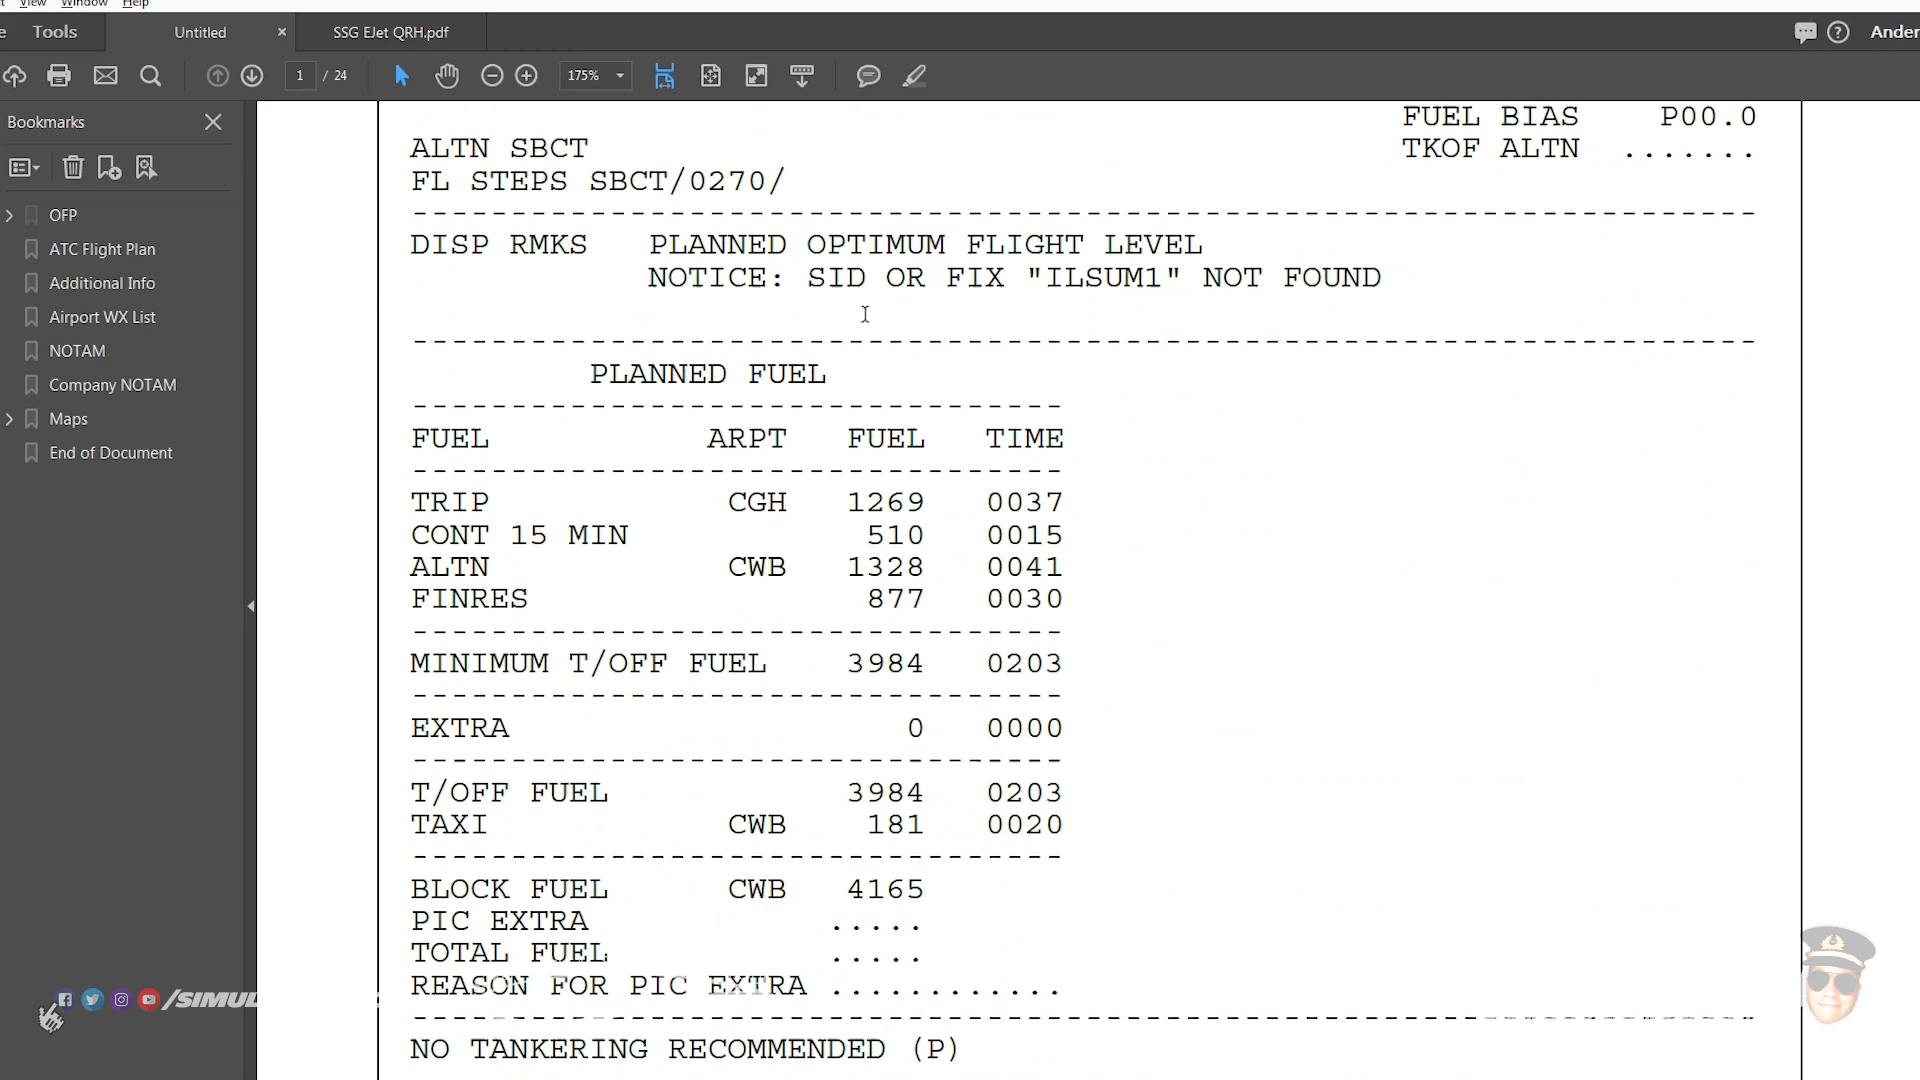 View Window Help
Tools Untitled × SSG EJet QRH.pdf Ander
1 / 24 175%
Bookmarks
OFP
ATC Flight Plan
Additional Info
Airport WX List
NOTAM
Company NOTAM
Maps
End of Document
FUEL BIAS P00.0
ALTN SBCT TKOF ALTN .......
FL STEPS SBCT/0270/
--------------------------------------------------------------------
DISP RMKS PLANNED OPTIMUM FLIGHT LEVEL
NOTICE: SID OR FIX "ILSUM1" NOT FOUND
--------------------------------------------------------------------
PLANNED FUEL
---------------------------------
FUEL ARPT FUEL TIME
---------------------------------
TRIP CGH 1269 0037
CONT 15 MIN 510 0015
ALTN CWB 1328 0041
FINRES 877 0030
---------------------------------
MINIMUM T/OFF FUEL 3984 0203
---------------------------------
EXTRA 0 0000
---------------------------------
T/OFF FUEL 3984 0203
TAXI CWB 181 0020
---------------------------------
BLOCK FUEL CWB 4165
PIC EXTRA .....
TOTAL FUEL .....
REASON FOR PIC EXTRA ............
--------------------------------------------------------------------
NO TANKERING RECOMMENDED (P)
/SIMUL